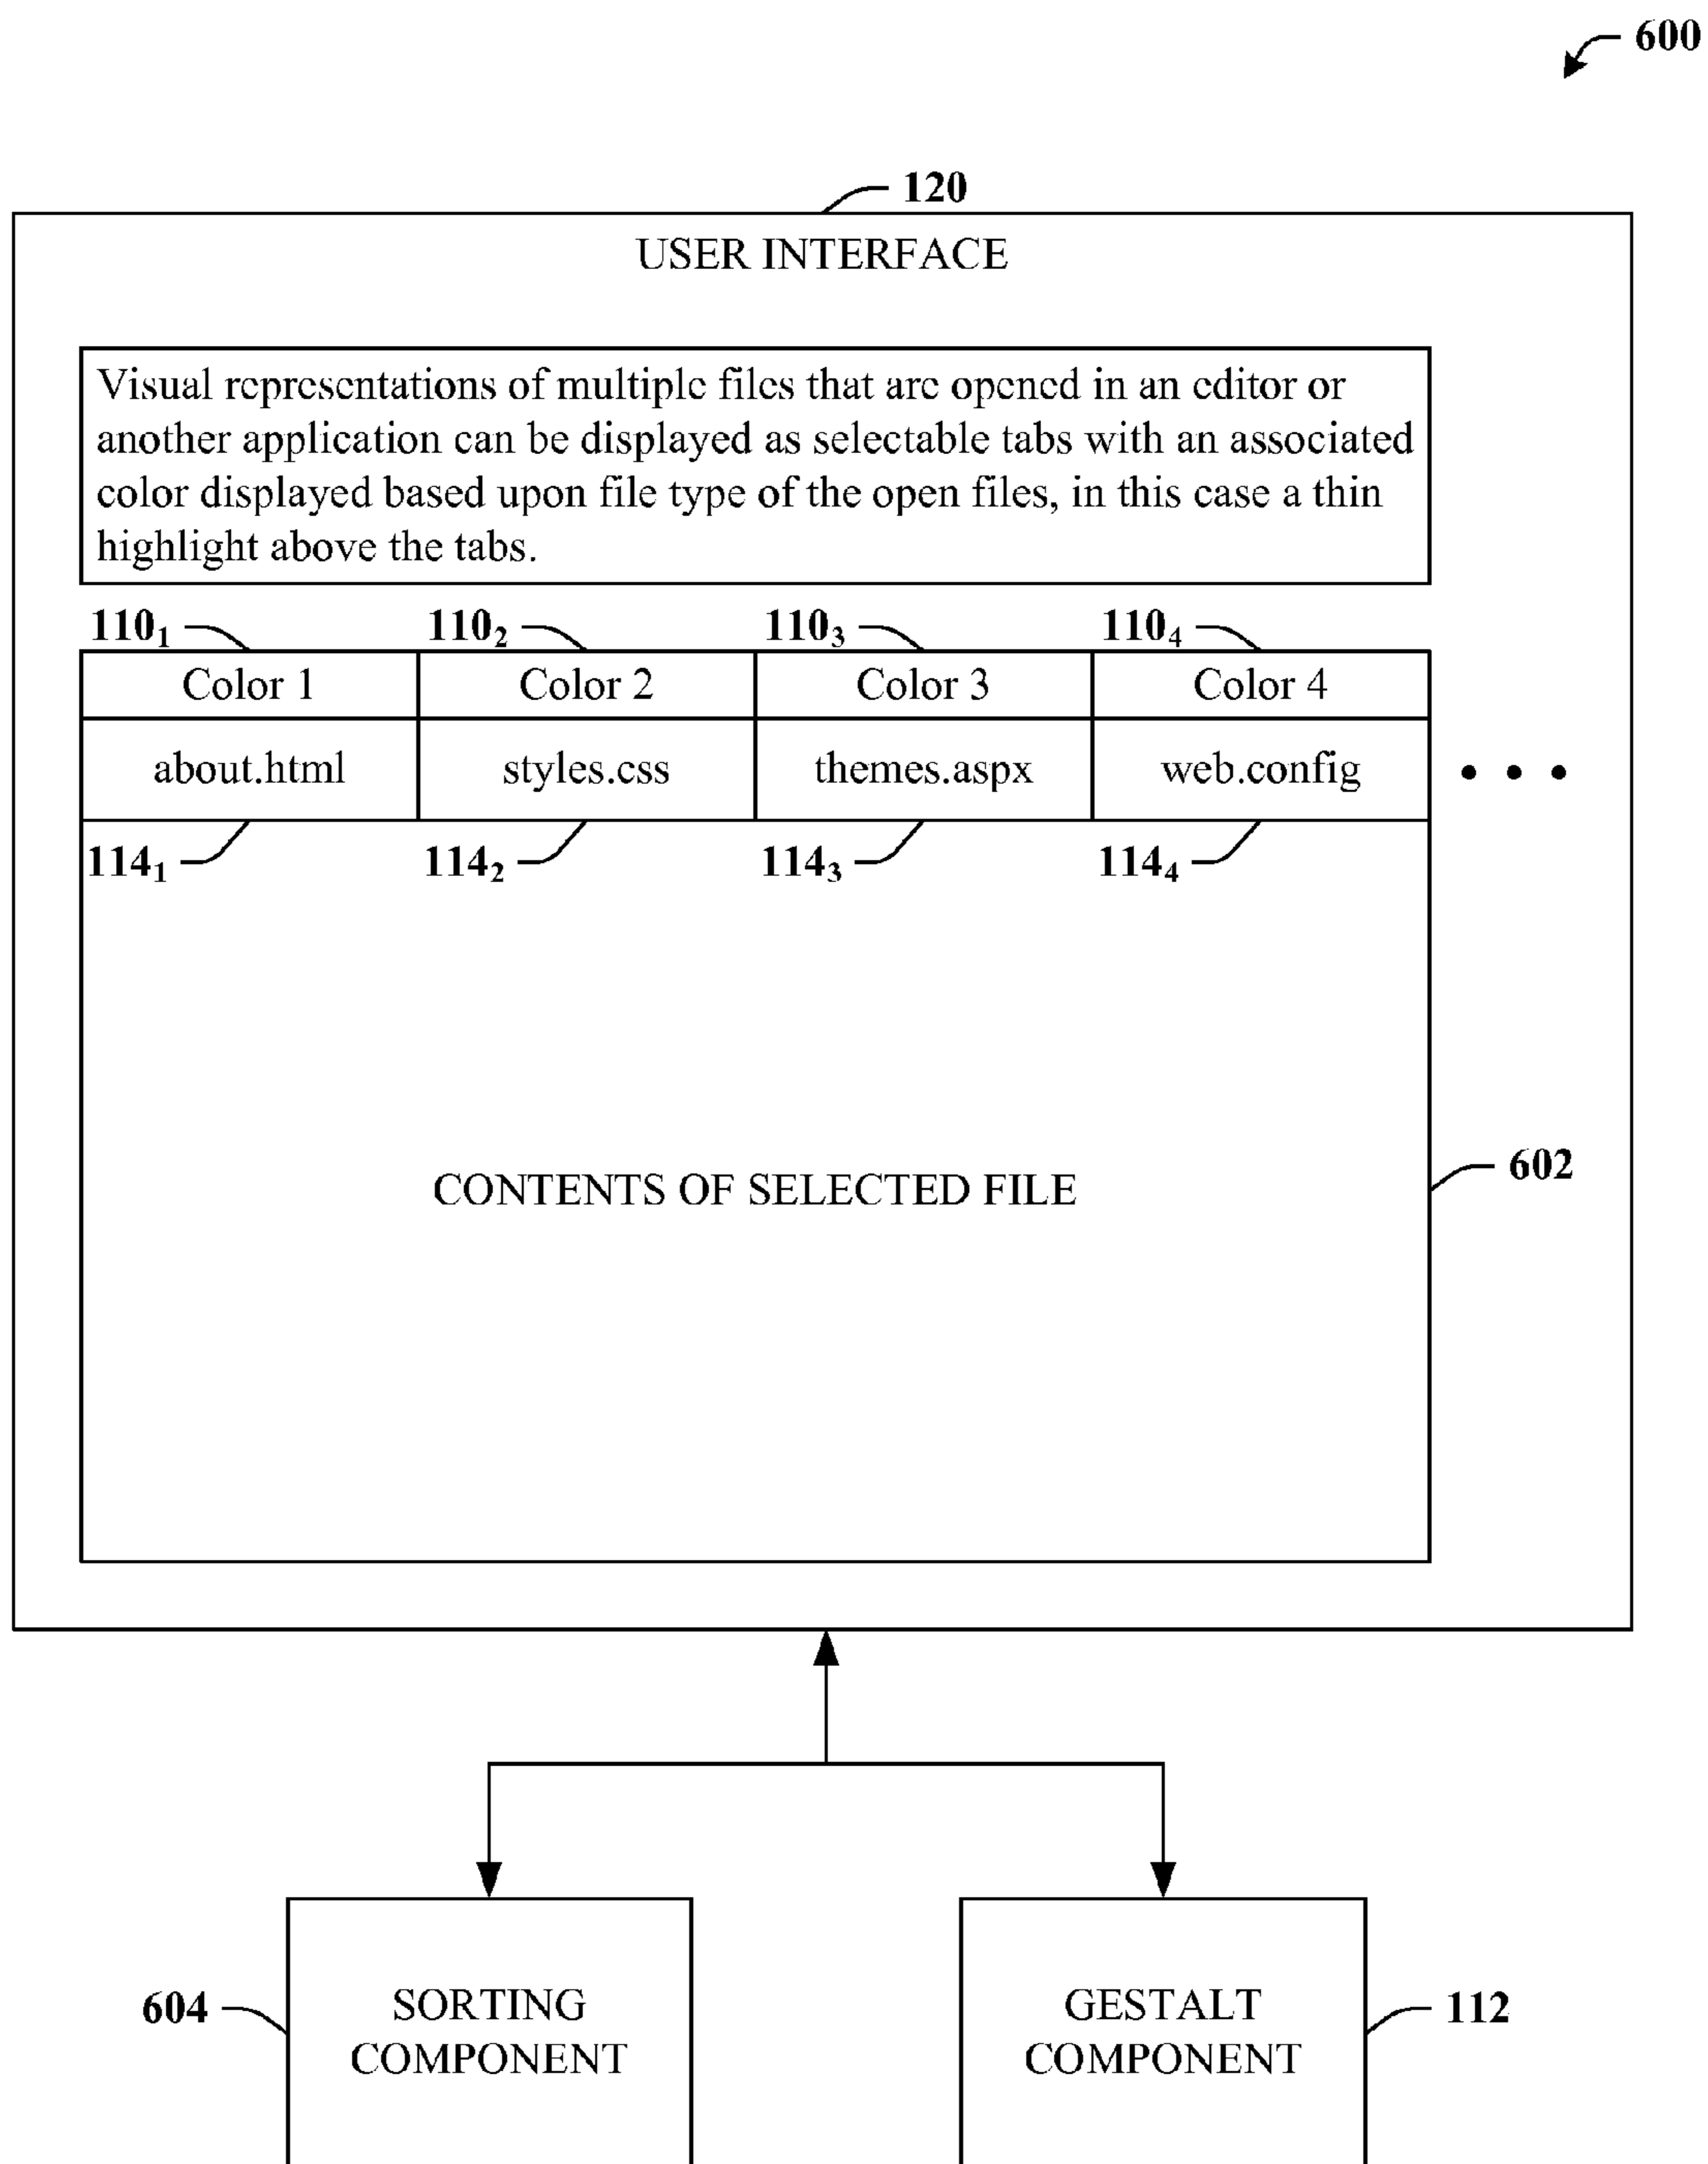 600
120
USER INTERFACE
Visual representations of multiple files that are opened in an editor or
another application can be displayed as selectable tabs with an associated
color displayed based upon file type of the open files, in this case a thin
highlight above the tabs.
110₁ 110₂ 110₃ 110₄
Color 1 Color 2 Color 3 Color 4
about.html styles.css themes.aspx web.config • • •
114₁ 114₂ 114₃ 114₄
602
CONTENTS OF SELECTED FILE
604 SORTING GESTALT 112
COMPONENT COMPONENT